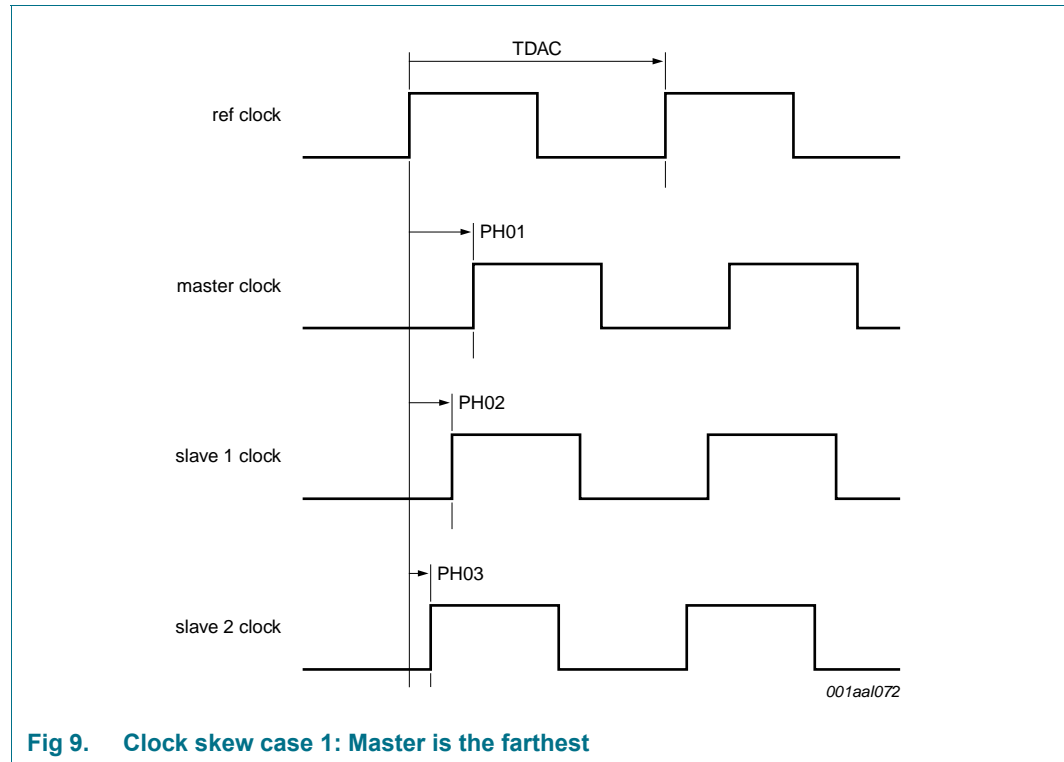 TDAC
ref clock
PH01
master clock
PH02
slave 1 clock
PH03
slave 2 clock
001aal072
Fig 9. Clock skew case 1: Master is the farthest